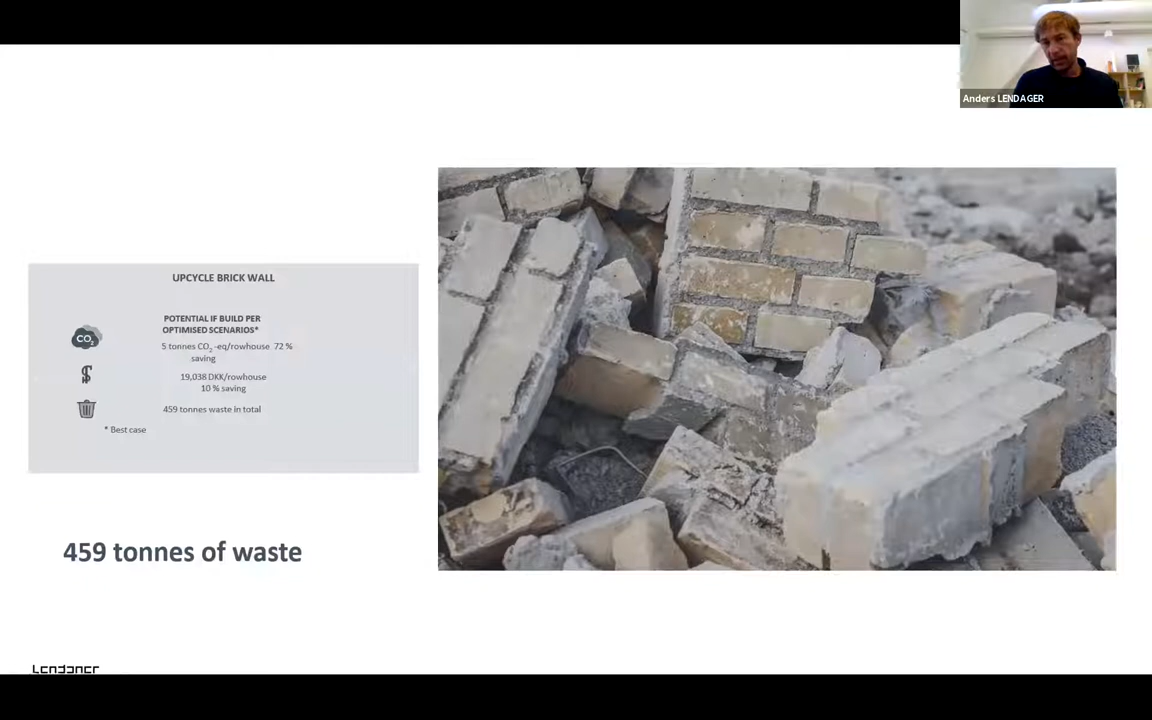 Anders LENDAGER
UPCYCLE BRICK WALL
POTENTIAL IF BUILD PER
OPTIMISED SCENARIOS*
CO₂
5 tonnes CO₂ -eq/rowhouse 72 %
saving
$
19,038 DKK/rowhouse
10 % saving
459 tonnes waste in total
* Best case
459 tonnes of waste
Lendager